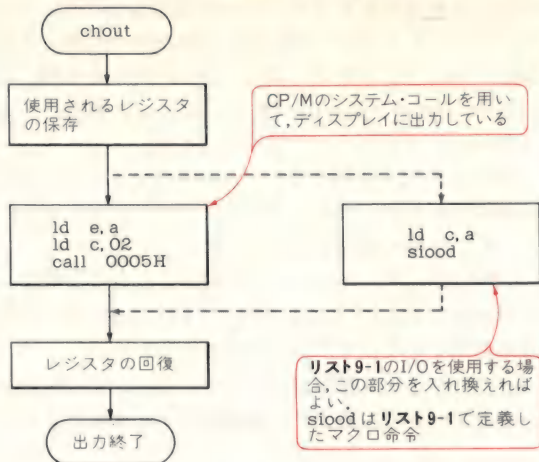 chout
使用されるレジスタ
の保存
CP/Mのシステム・コールを用い
て,ディスプレイに出力している
ld e,a
ld c,02
call 0005H
ld c,a
siood
レジスタの回復
リスト9-1のI/Oを使用する場
合,この部分を入れ換えれば
よい.
sioodはリスト9-1で定義し
たマクロ命令
出力終了